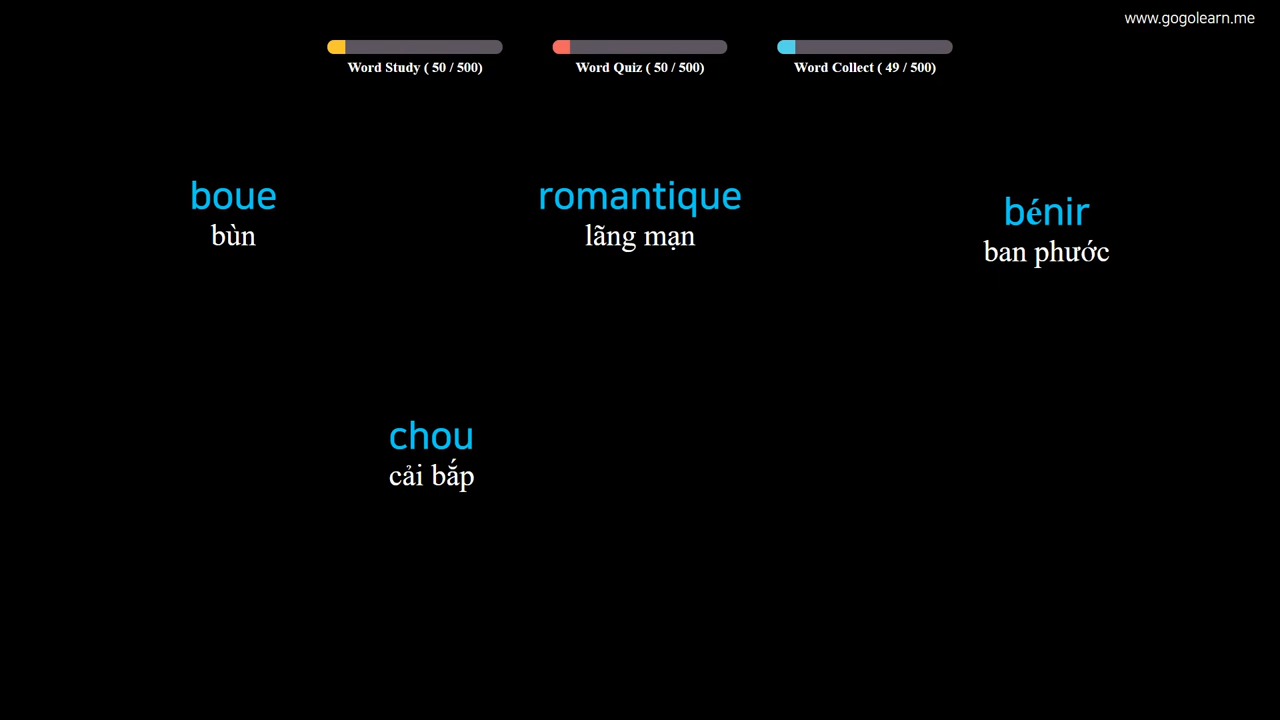 www.gogolearn.me
Word Study ( 50 / 500)
Word Quiz ( 50 / 500)
Word Collect ( 49 / 500)
boue
bùn
romantique
lãng mạn
bénir
ban phước
chou
cải bắp